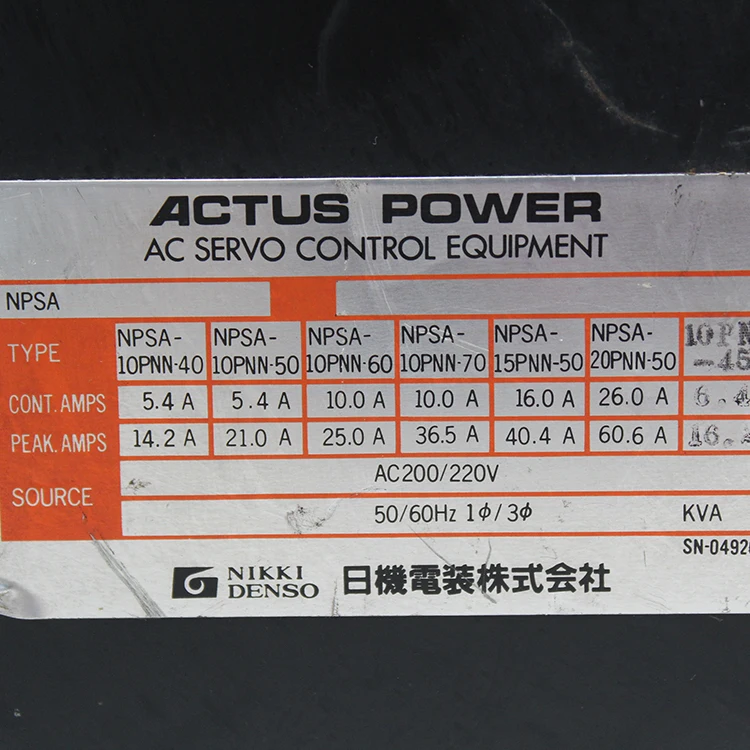 ACTUS POWER
AC SERVO CONTROL EQUIPMENT
NPSA
TYPE NPSA-10PNN-40 NPSA-10PNN-50 NPSA-10PNN-60 NPSA-10PNN-70 NPSA-15PNN-50 NPSA-20PNN-50
CONT. AMPS 5.4 A 5.4 A 10.0 A 10.0 A 16.0 A 26.0 A
PEAK. AMPS 14.2 A 21.0 A 25.0 A 36.5 A 40.4 A 60.6 A
SOURCE
AC200/220V
50/60Hz 1ϕ/3ϕ KVA
NIKKI DENSO 日機電装株式会社